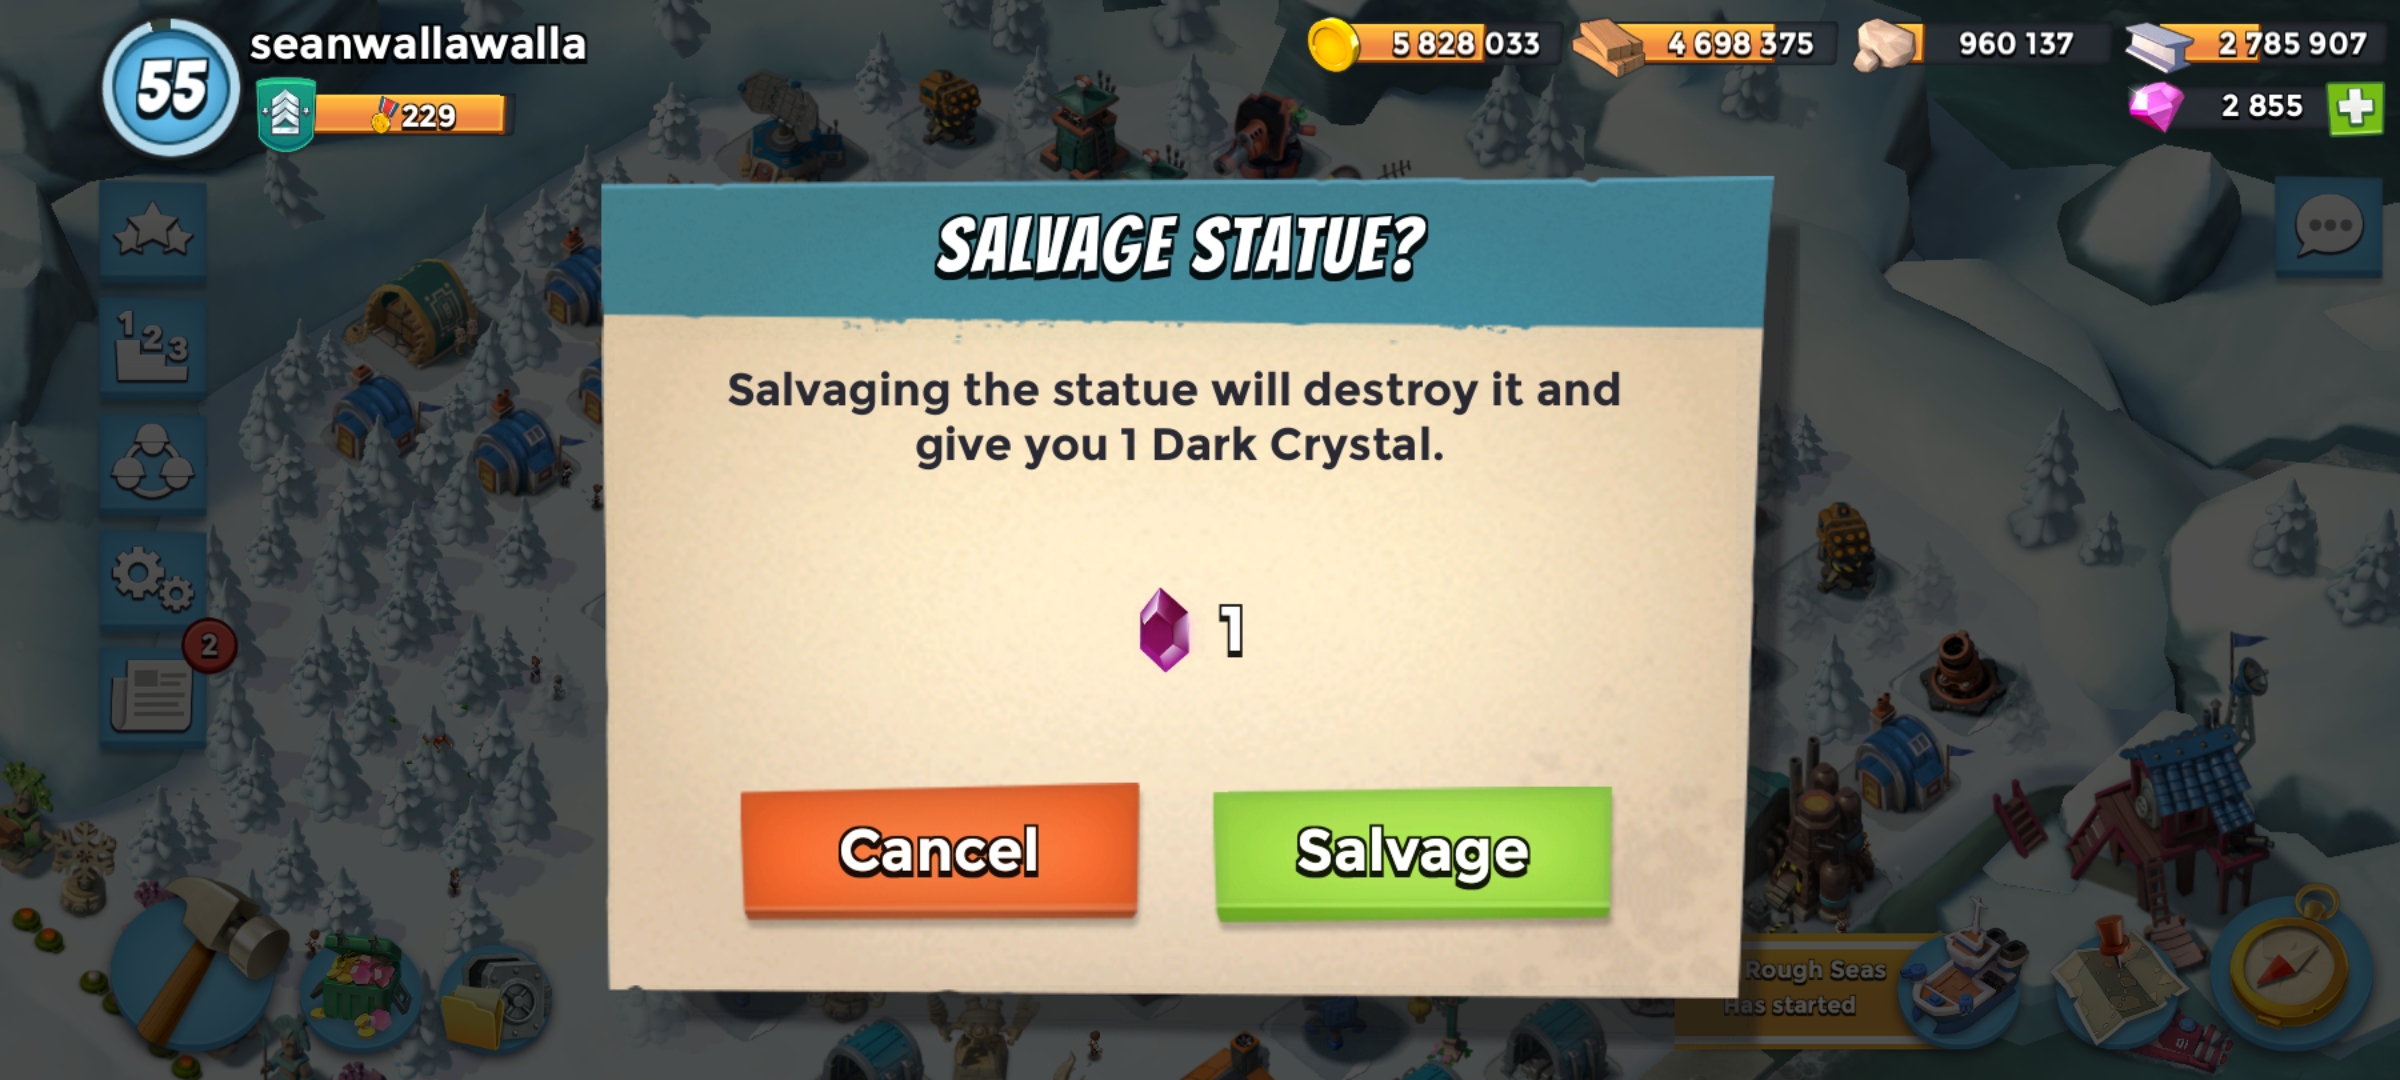 55
seanwallawalla
229
5 828 033
4 698 375
960 137
2 785 907
2 855
1 2 3
2
SALVAGE STATUE?
Salvaging the statue will destroy it and
give you 1 Dark Crystal.
1
Cancel
Salvage
Rough Seas
Has started